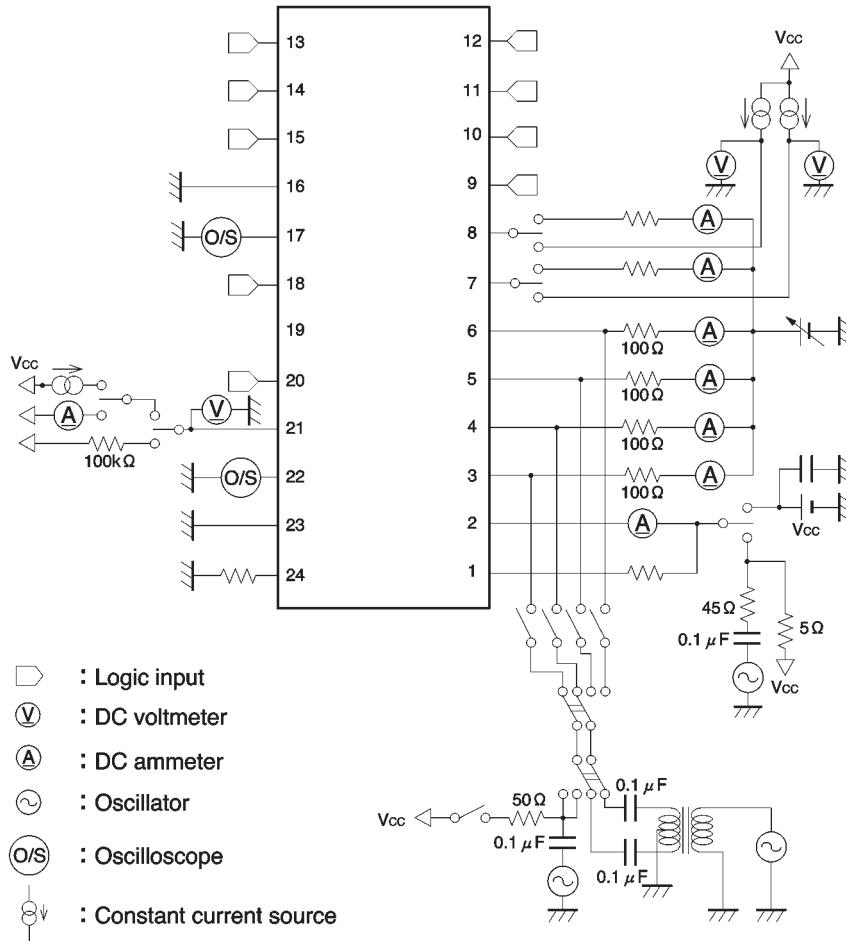 13
12
Vcc
14
11
15
10
16
9
V
V
17
O/S
8
A
18
7
A
19
6
A
100Ω
Vcc
20
5
A
100Ω
A
V
21
4
A
100Ω
100kΩ
O/S
22
3
A
100Ω
23
2
A
Vcc
24
1
45Ω
5Ω
0.1 μF
Vcc
: Logic input
V : DC voltmeter
A : DC ammeter
: Oscillator
O/S : Oscilloscope
: Constant current source
0.1 μF
Vcc
50Ω
0.1 μF
0.1 μF